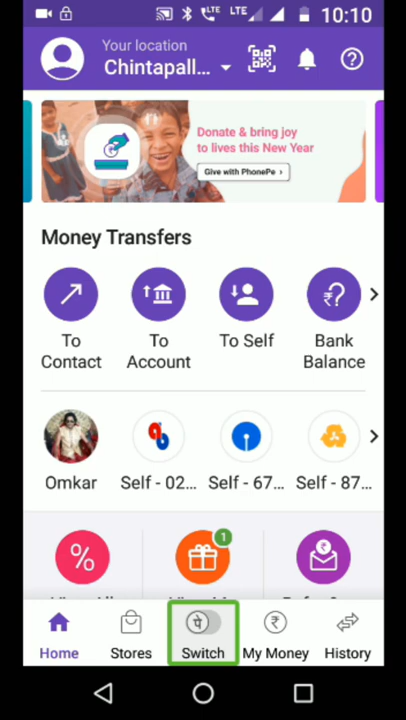 LTE LTE 10:10
Your location
Chintapall...
Donate & bring joy
to lives this New Year
Give with PhonePe ›
Money Transfers
To Contact
To Account
To Self
Bank Balance
Omkar
Self - 02...
Self - 67...
Self - 87...
%
1
₹
पे
₹
Home
Stores
Switch
My Money
History